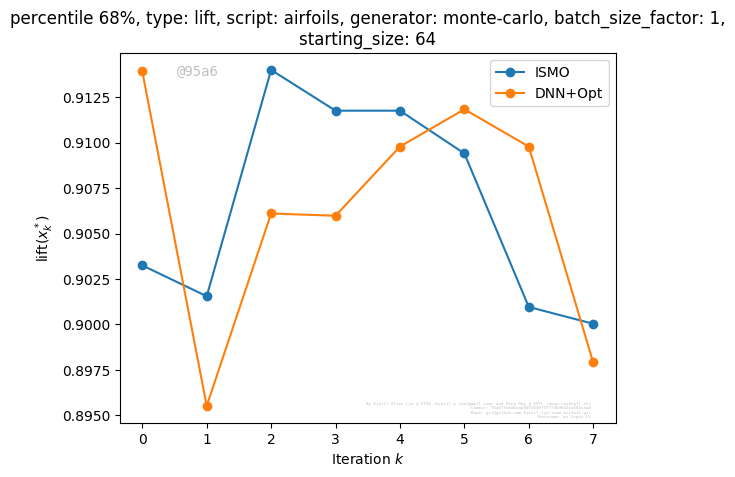 percentile 68%, type: lift, script: airfoils, generator: monte-carlo, batch_size_factor: 1,
starting_size: 64
@95a6
ISMO
DNN+Opt
0.9125
0.9100
0.9075
0.9050
0.9025
0.9000
0.8975
0.8950
lift(x_k^*)
0 1 2 3 4 5 6 7
Iteration k